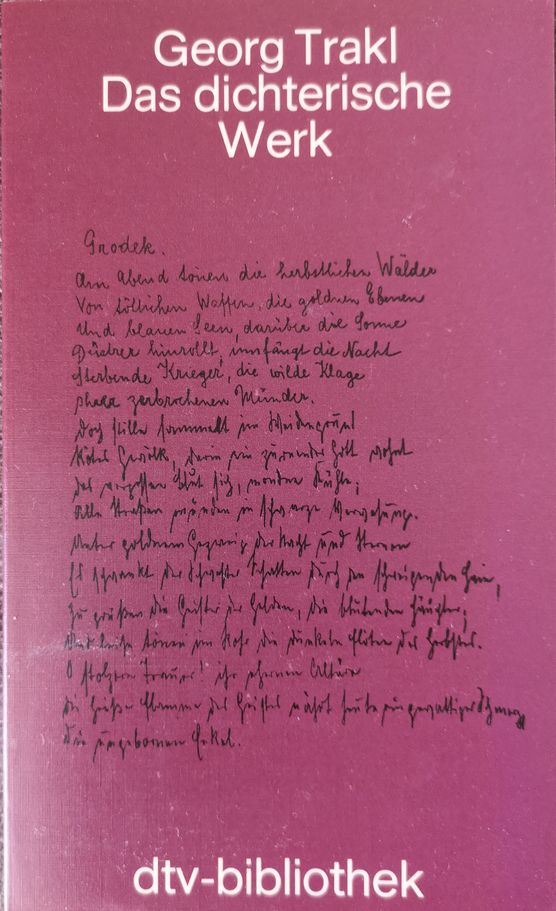 Georg Trakl
Das dichterische
Werk
Grodek.
Am Abend tönen die herbstlichen Wälder
Von tötlichen Waffen, die goldnen Ebenen
Und blauen Seen, darüber die Sonne
Düstrer hinrollt; umfängt die Nacht
Sterbende Krieger, die wilde Klage
Ihrer zerbrochenen Münder.
Doch stille sammelt im Weidengrund
Rotes Gewölk, darin ein zürnender Gott wohnt
Das vergossne Blut sich, mondne Kühle;
Alle Straßen münden in schwarze Verwesung.
Unter goldnem Gezweig der Nacht und Sternen
Es schwankt der Schwester Schatten durch den schweigenden Hain,
Zu grüßen die Geister der Helden, die blutenden Häupter;
Und leise tönen im Rohr die dunkeln Flöten des Herbstes.
O stolzere Trauer! ihr ehernen Altäre
Die heiße Flamme des Geistes nährt heute ein gewaltiger Schmerz
Die ungebornen Enkel.
dtv-bibliothek